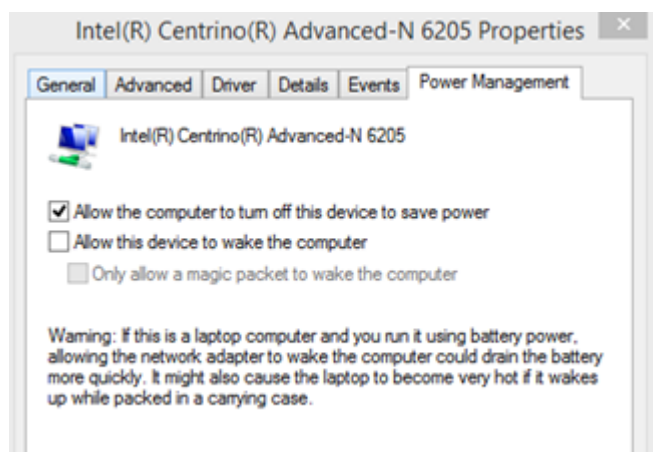 Intel(R) Centrino(R) Advanced-N 6205 Properties
General Advanced Driver Details Events Power Management
Intel(R) Centrino(R) Advanced-N 6205
Allow the computer to turn off this device to save power
Allow this device to wake the computer
Only allow a magic packet to wake the computer
Warning: If this is a laptop computer and you run it using battery power,
allowing the network adapter to wake the computer could drain the battery
more quickly. It might also cause the laptop to become very hot if it wakes
up while packed in a carrying case.